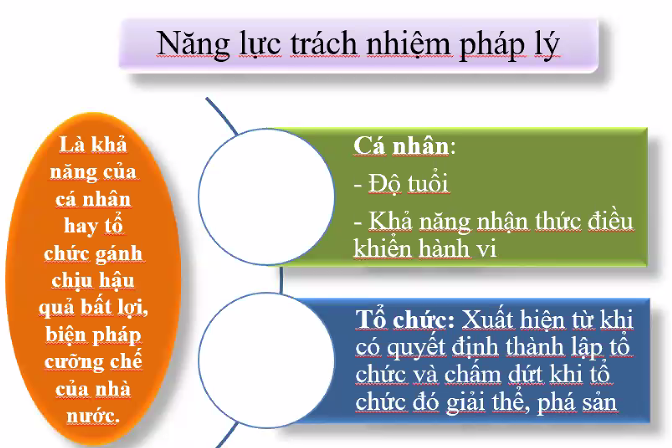 Năng lực trách nhiệm pháp lý
Là khả
năng của
cá nhân
hay tổ
chức gánh
chịu hậu
quả bất lợi,
biện pháp
cưỡng chế
của nhà
nước.
Cá nhân:
- Độ tuổi
- Khả năng nhận thức điều
khiển hành vi
Tổ chức: Xuất hiện từ khi
có quyết định thành lập tổ
chức và chấm dứt khi tổ
chức đó giải thể, phá sản